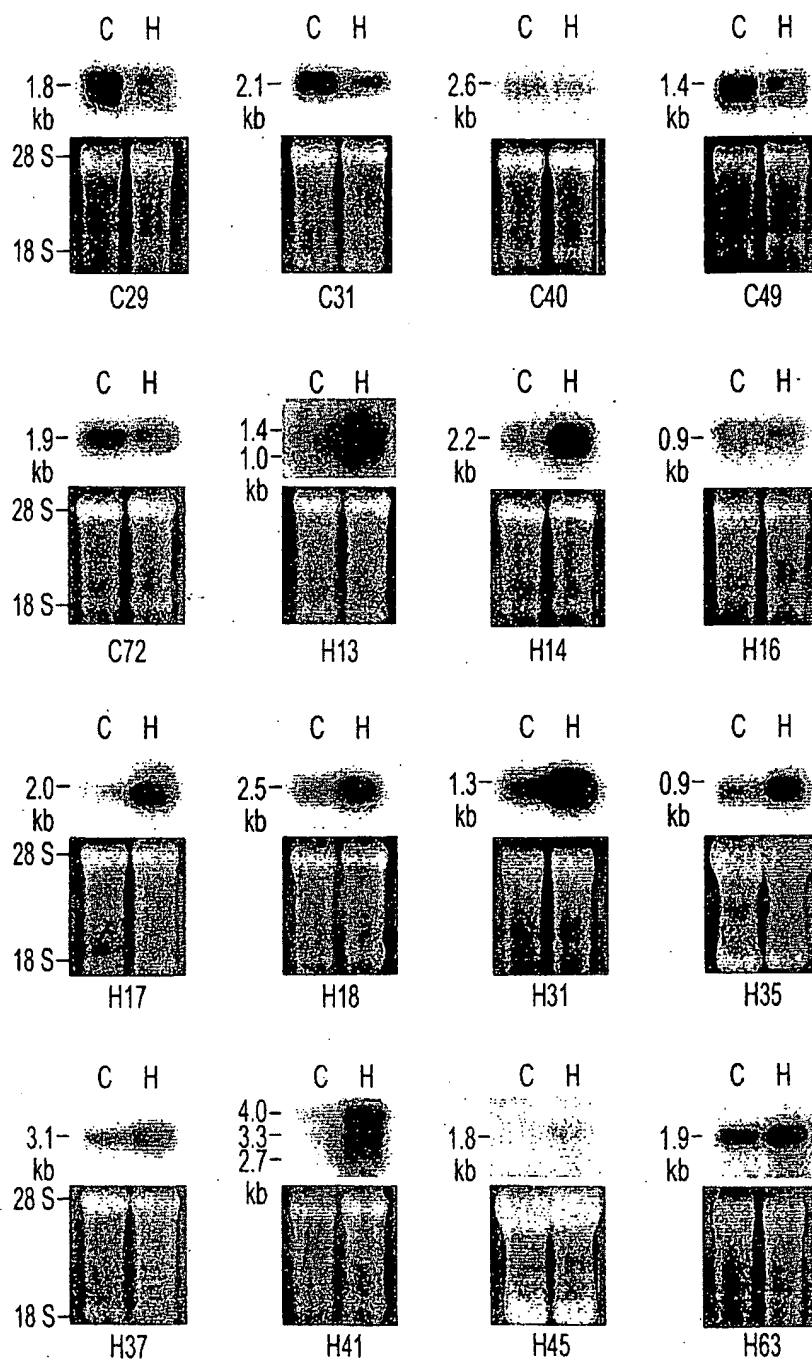 C H C H C H C H
1.8 2.1 2.6 1.4
kb kb kb kb
28 S
18 S
C29 C31 C40 C49
C H C H C H C H
1.9 1.4 2.2 0.9
1.0
kb kb kb kb
28 S
18 S
C72 H13 H14 H16
C H C H C H C H
2.0 2.5 1.3 0.9
kb kb kb kb
28 S
18 S
H17 H18 H31 H35
C H C H C H C H
4.0
3.1 3.3 1.8 1.9
2.7
kb kb kb kb
28 S
18 S
H37 H41 H45 H63